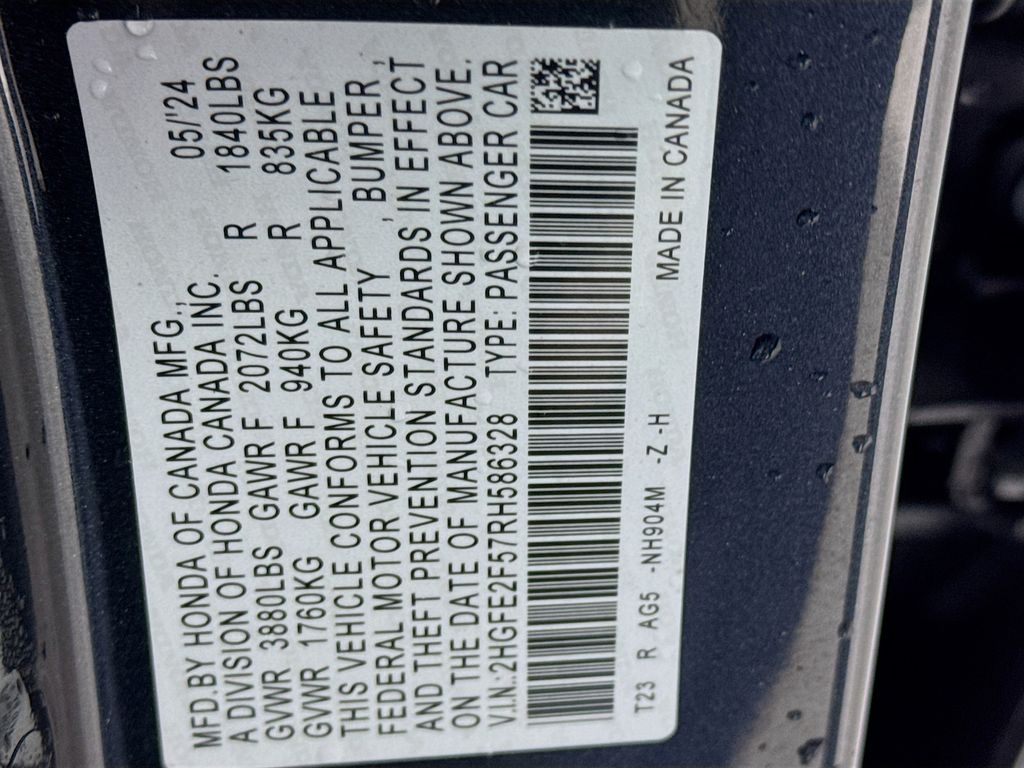 MFD.BY HONDA OF CANADA MFG., 05/'24
A DIVISION OF HONDA CANADA INC.
GVWR 3880LBS GAWR F 2072LBS R 1840LBS
GVWR 1760KG GAWR F 940KG R 835KG
THIS VEHICLE CONFORMS TO ALL APPLICABLE
FEDERAL MOTOR VEHICLE SAFETY , BUMPER ,
AND THEFT PREVENTION STANDARDS IN EFFECT
ON THE DATE OF MANUFACTURE SHOWN ABOVE.
V.I.N.:2HGFE2F57RH586328 TYPE: PASSENGER CAR
T23 R AG5 -NH904M -Z -H
MADE IN CANADA